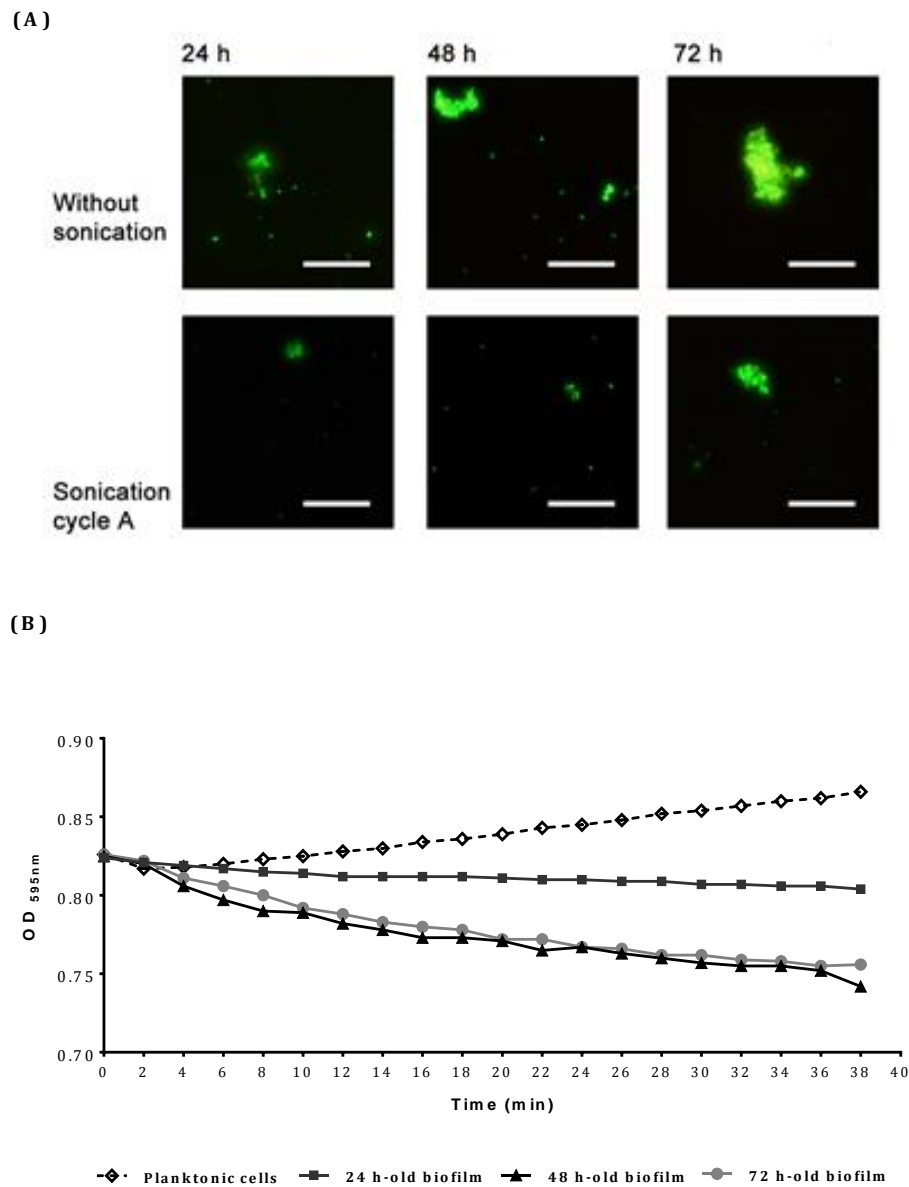 (A)
24 h 48 h 72 h
Without
sonication
Sonication
cycle A
(B)
0.90
0.85
0.80
0.75
0.70
OD 595nm
0 2 4 6 8 10 12 14 16 18 20 22 24 26 28 30 32 34 36 38 40
Time (min)
Planktonic cells 24 h-old biofilm 48 h-old biofilm 72 h-old biofilm